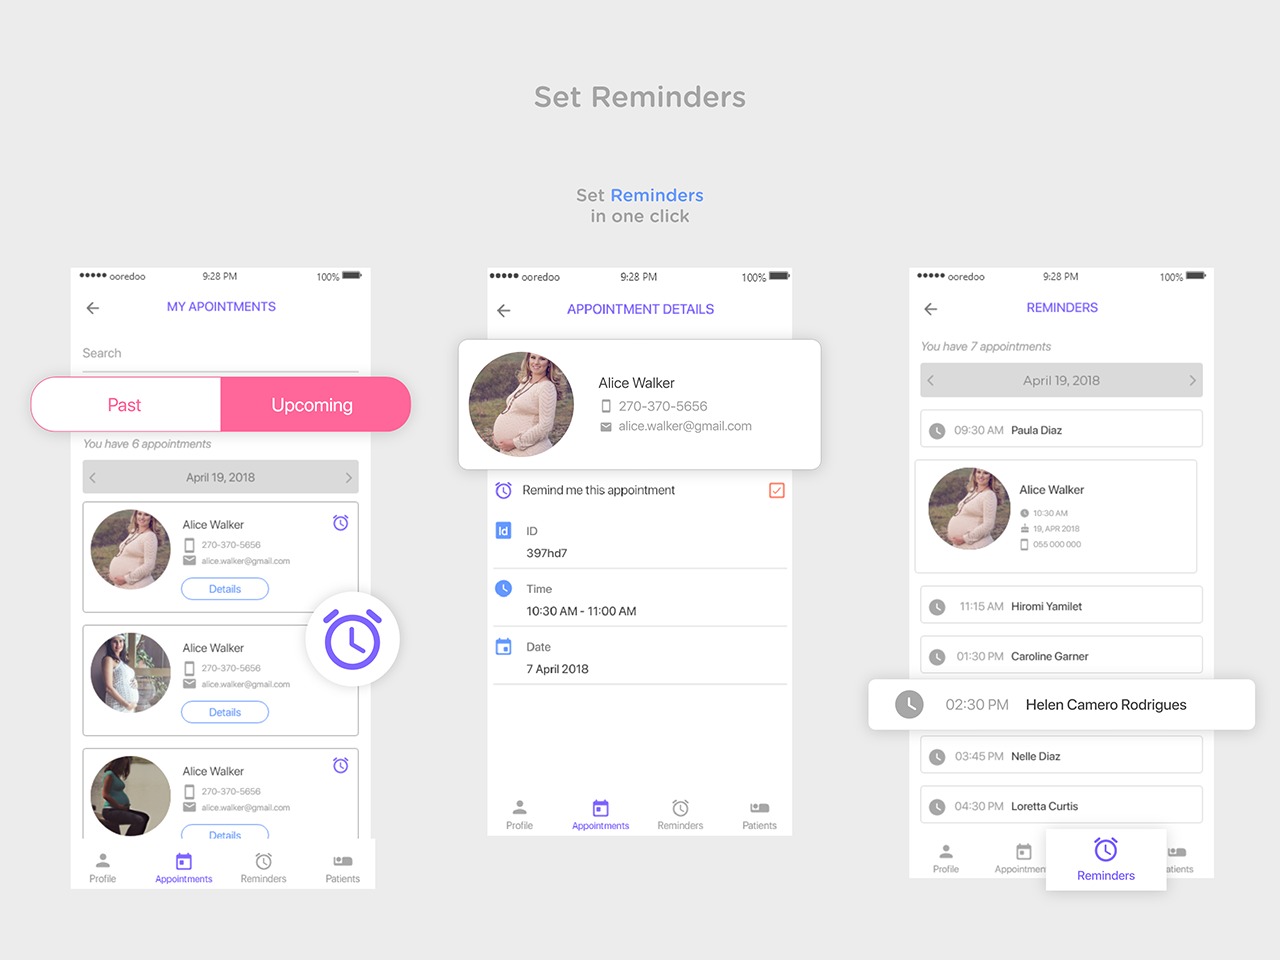 Set Reminders
Set Reminders
in one click
ooredoo 9:28 PM 100%
MY APOINTMENTS
Search
Past Upcoming
You have 6 appointments
April 19, 2018
Alice Walker
270-370-5656
alice.walker@gmail.com
Details
Alice Walker
270-370-5656
alice.walker@gmail.com
Details
Alice Walker
270-370-5656
alice.walker@gmail.com
Details
Profile Appointments Reminders Patients
ooredoo 9:28 PM 100%
APPOINTMENT DETAILS
Alice Walker
270-370-5656
alice.walker@gmail.com
Remind me this appointment
Id ID
397hd7
Time
10:30 AM - 11:00 AM
Date
7 April 2018
Profile Appointments Reminders Patients
ooredoo 9:28 PM 100%
REMINDERS
You have 7 appointments
April 19, 2018
09:30 AM Paula Diaz
Alice Walker
10:30 AM
19, APR 2018
055 000 000
11:15 AM Hiromi Yamilet
01:30 PM Caroline Garner
02:30 PM Helen Camero Rodrigues
03:45 PM Nelle Diaz
04:30 PM Loretta Curtis
Profile Appointmen Reminders atients